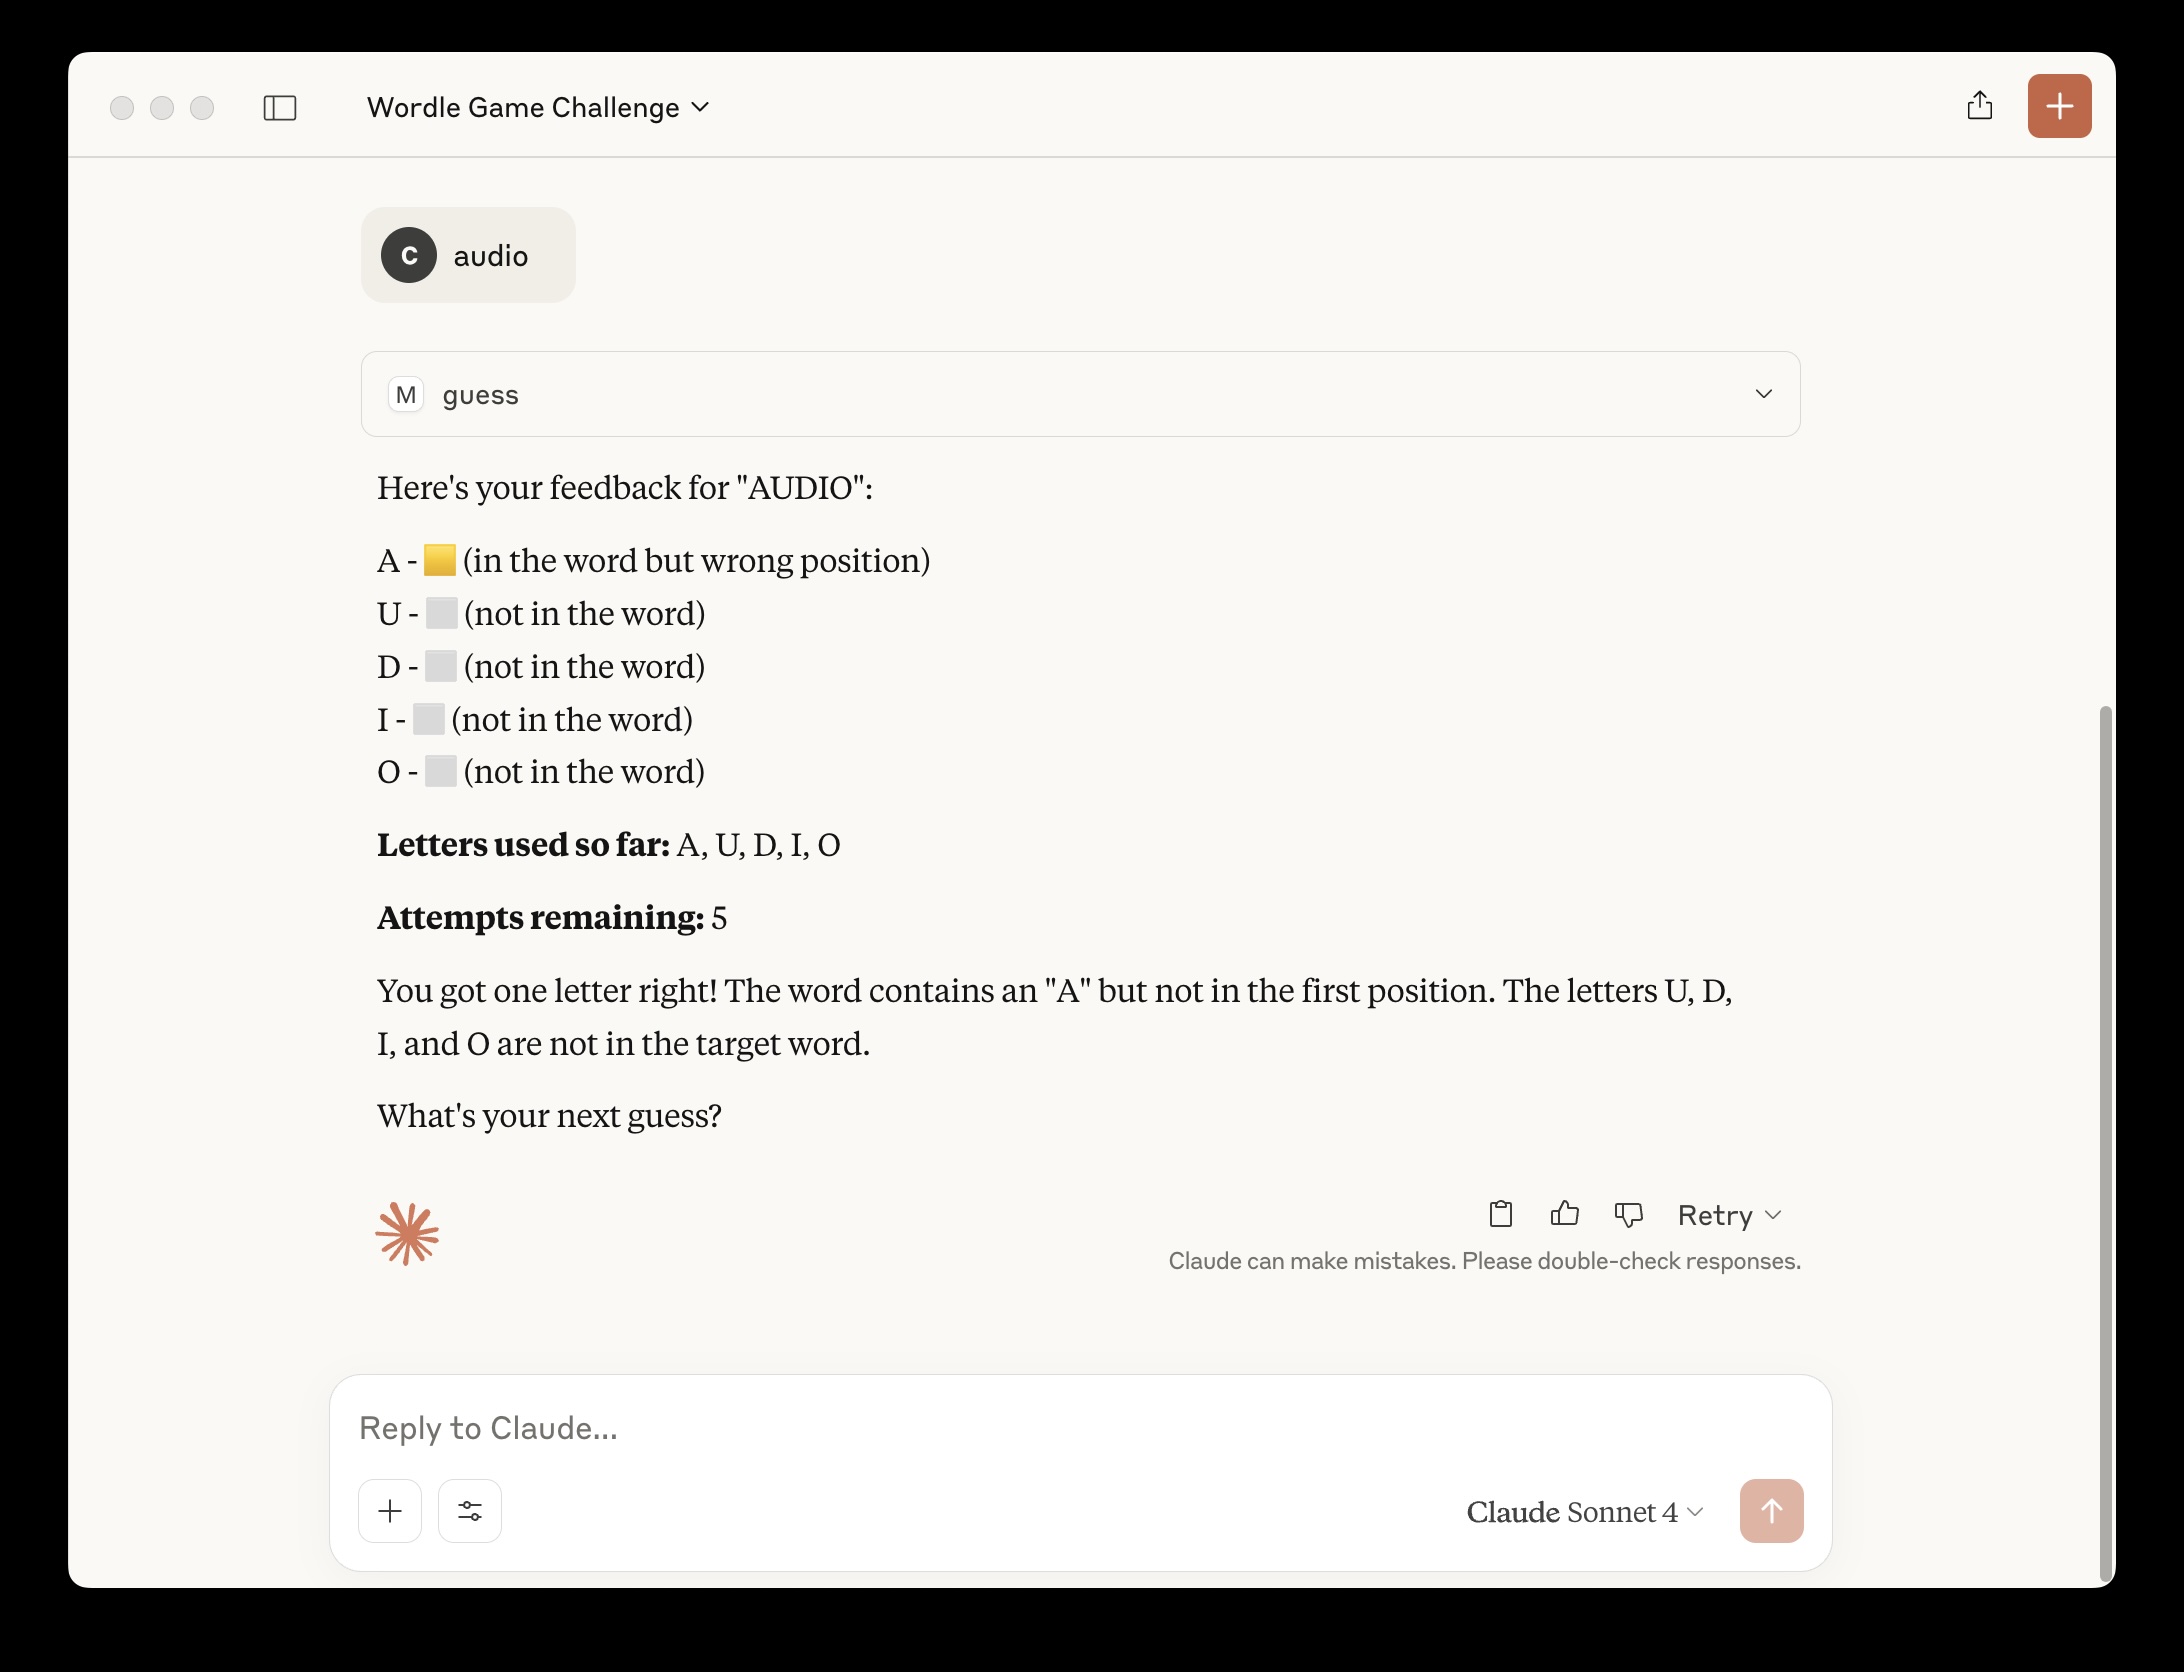 Wordle Game Challenge
C audio
M guess
Here's your feedback for "AUDIO":
A - 🟨 (in the word but wrong position)
U - ⬜ (not in the word)
D - ⬜ (not in the word)
I - ⬜ (not in the word)
O - ⬜ (not in the word)
Letters used so far: A, U, D, I, O
Attempts remaining: 5
You got one letter right! The word contains an "A" but not in the first position. The letters U, D,
I, and O are not in the target word.
What's your next guess?
Retry
Claude can make mistakes. Please double-check responses.
Reply to Claude...
Claude Sonnet 4